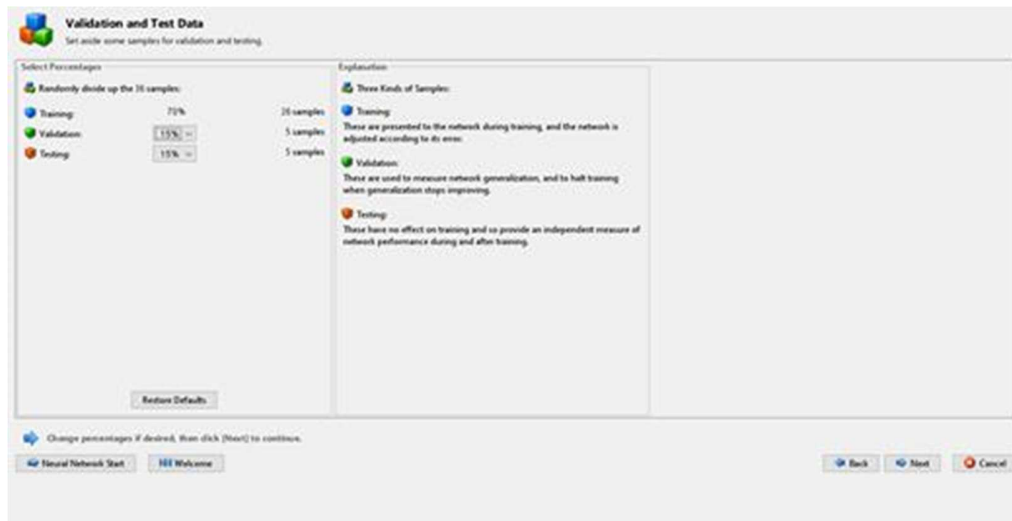 Validation and Test Data
Set aside some samples for validation and testing.
Select Percentages
Randomly divide up the 36 samples:
Training: 70% 26 samples
Validation: 15% 5 samples
Testing: 15% 5 samples
Restore Defaults
Explanation
Three Kinds of Samples:
Training:
These are presented to the network during training, and the network is
adjusted according to its error.
Validation:
These are used to measure network generalization, and to halt training
when generalization stops improving.
Testing:
These have no effect on training and so provide an independent measure of
network performance during and after training.
Change percentages if desired, then click [Next] to continue.
Neural Network Start Welcome Back Next Cancel